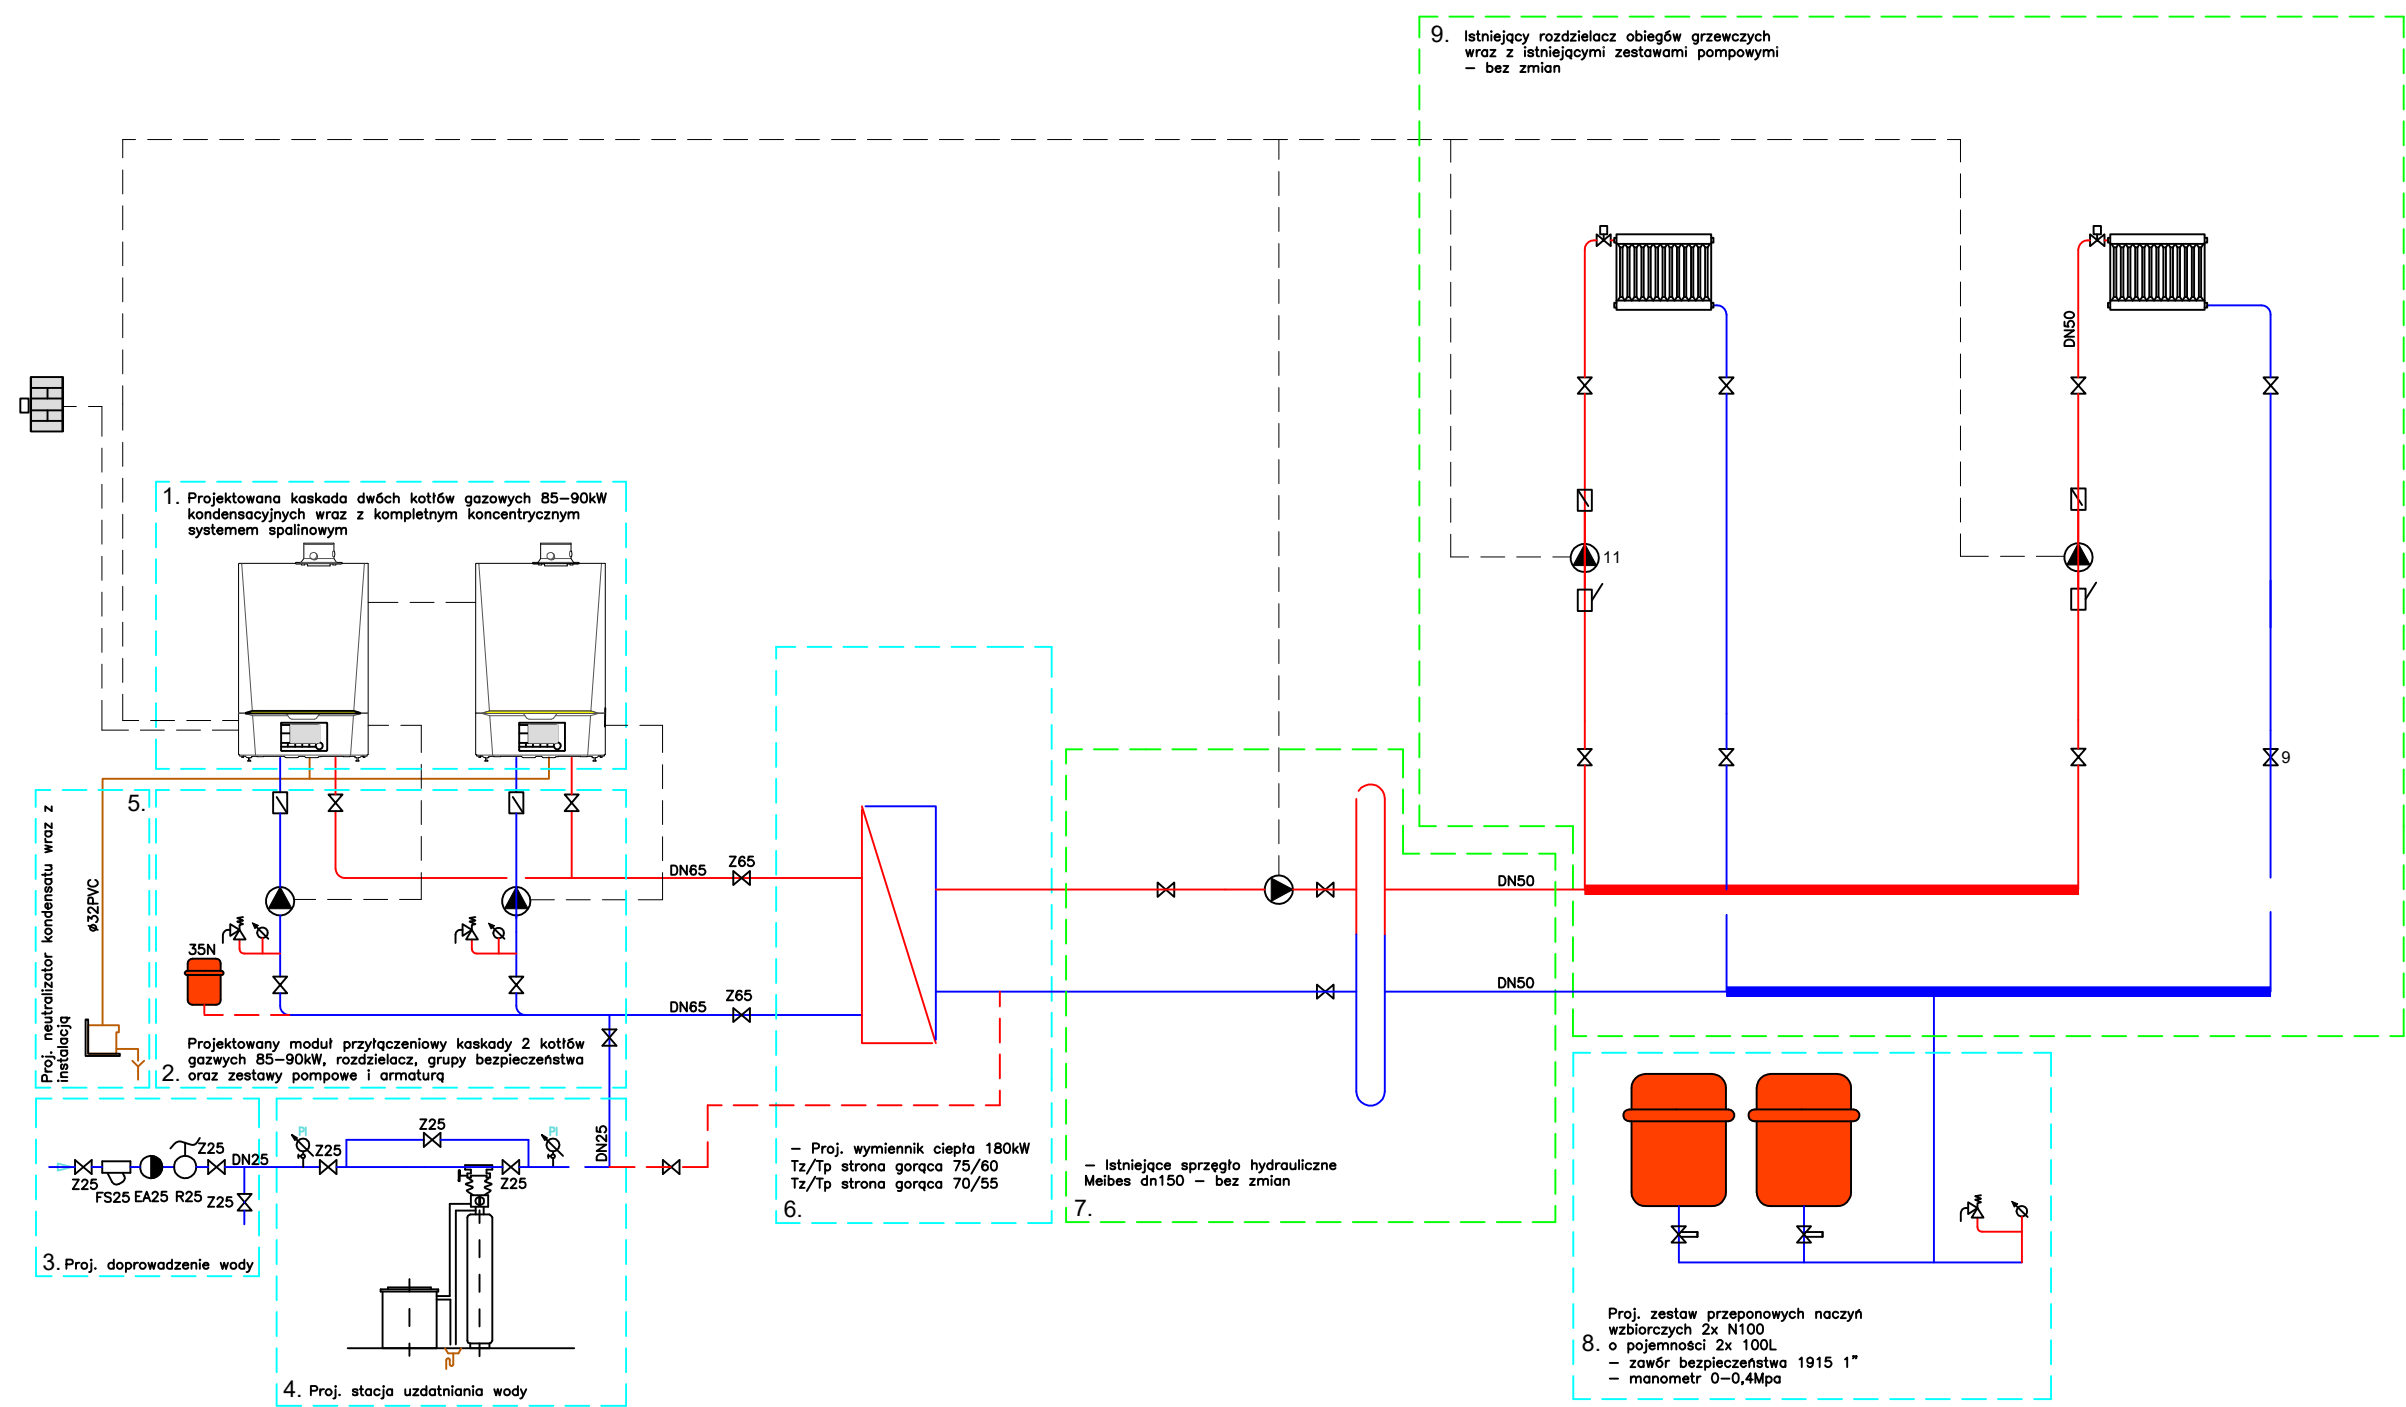 9. Istniejący rozdzielacz obiegów grzewczych
wraz z istniejącymi zestawami pompowymi
– bez zmian
DN50
11
9
1. Projektowana kaskada dwóch kotłów gazowych 85–90kW
kondensacyjnych wraz z kompletnym koncentrycznym
systemem spalinowym
5.
Proj. neutralizator kondensatu wraz z
instalacją
ø32PVC
35N
DN65
Z65
DN65
Z65
DN50
DN50
Projektowany moduł przyłączeniowy kaskady 2 kotłów
gazwych 85–90kW, rozdzielacz, grupy bezpieczeństwa
2. oraz zestawy pompowe i armaturą
Z25
FS25
EA25
R25
Z25
DN25
Z25
3. Proj. doprowadzenie wody
PI
Z25
Z25
PI
Z25
DN25
4. Proj. stacja uzdatniania wody
– Proj. wymiennik ciepła 180kW
Tz/Tp strona gorąca 75/60
Tz/Tp strona gorąca 70/55
6.
– Istniejące sprzęgło hydrauliczne
Meibes dn150 – bez zmian
7.
Proj. zestaw przeponowych naczyń
wzbiorczych 2x N100
8. o pojemności 2x 100L
– zawór bezpieczeństwa 1915 1"
– manometr 0–0,4Mpa